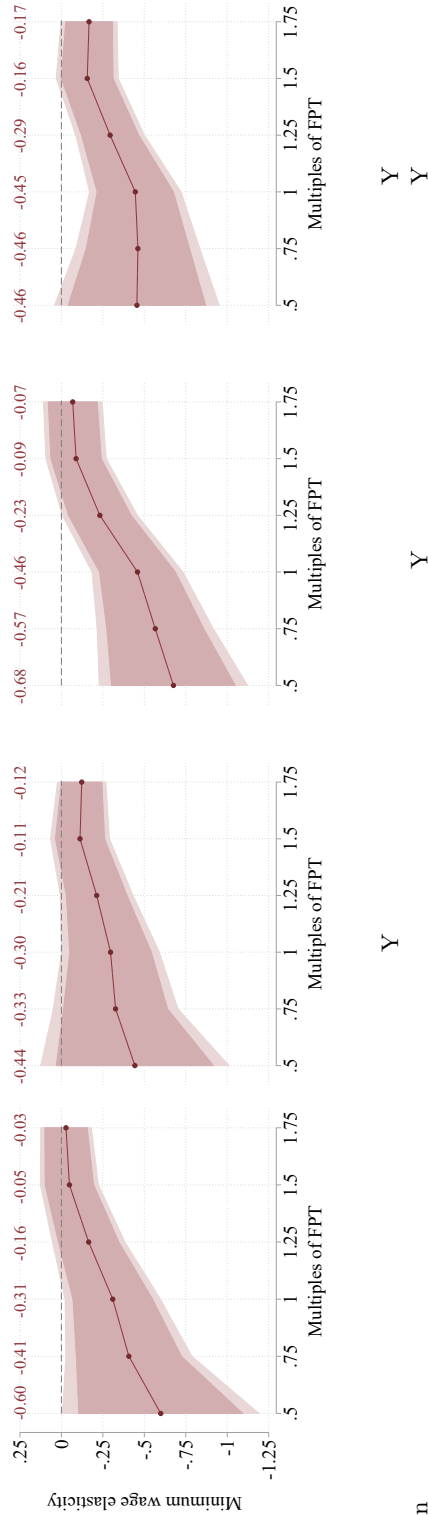 -0.60 -0.41 -0.31 -0.16 -0.05 -0.03
-0.44 -0.33 -0.30 -0.21 -0.11 -0.12
-0.68 -0.57 -0.46 -0.23 -0.09 -0.07
-0.46 -0.46 -0.45 -0.29 -0.16 -0.17
Minimum wage elasticity
.25
0
-.25
-.5
-.75
-1
-1.25
.5 .75 1 1.25 1.5 1.75
Multiples of FPT
.5 .75 1 1.25 1.5 1.75
Multiples of FPT
.5 .75 1 1.25 1.5 1.75
Multiples of FPT
.5 .75 1 1.25 1.5 1.75
Multiples of FPT
Y Y
Y Y
n